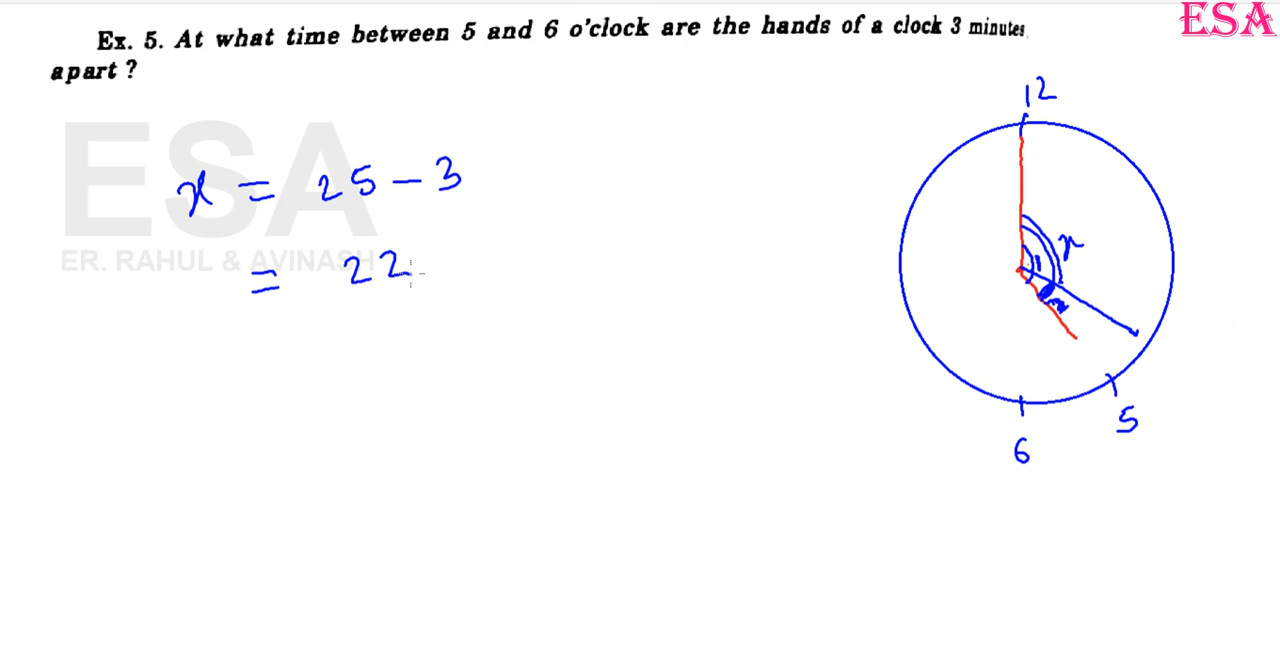 ESA
Ex. 5. At what time between 5 and 6 o'clock are the hands of a clock 3 minutes
apart ?
12
ESA
x = 25 - 3
x
ER. RAHUL & AVINASH
= 22
3
5
6